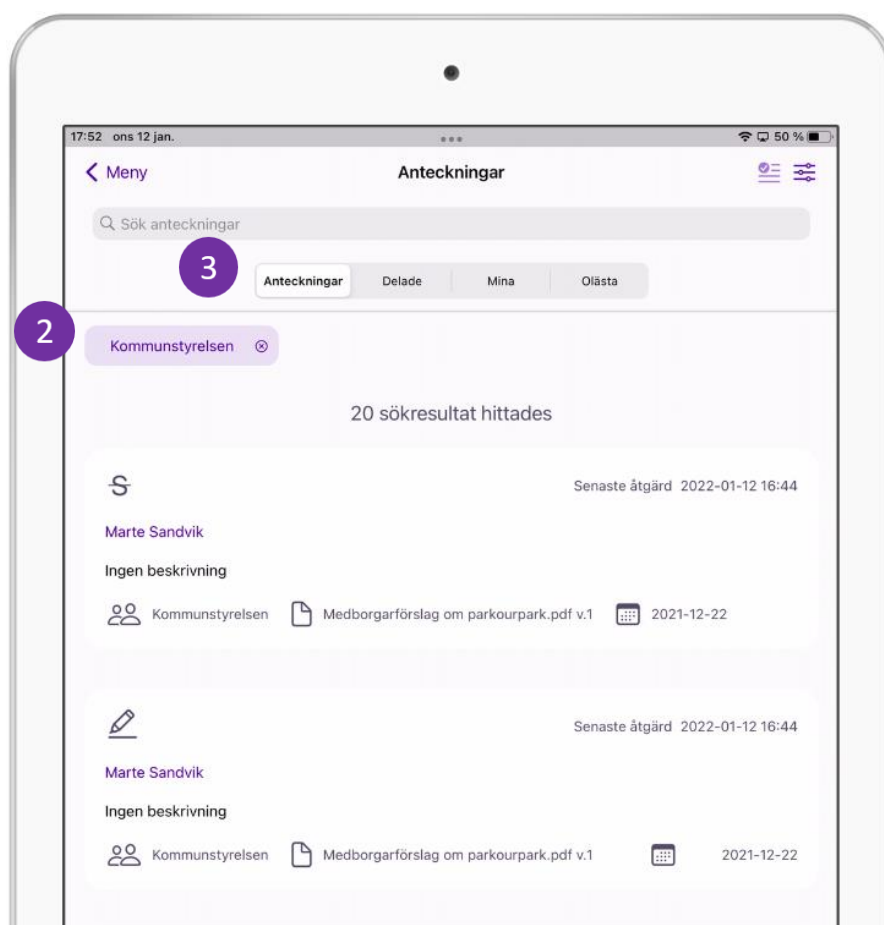 17:52 ons 12 jan. 50 %
Meny Anteckningar
Sök anteckningar
3
Anteckningar Delade Mina Olästa
2
Kommunstyrelsen
20 sökresultat hittades
S Senaste åtgärd 2022-01-12 16:44
Marte Sandvik
Ingen beskrivning
Kommunstyrelsen Medborgarförslag om parkourpark.pdf v.1 2021-12-22
Senaste åtgärd 2022-01-12 16:44
Marte Sandvik
Ingen beskrivning
Kommunstyrelsen Medborgarförslag om parkourpark.pdf v.1 2021-12-22